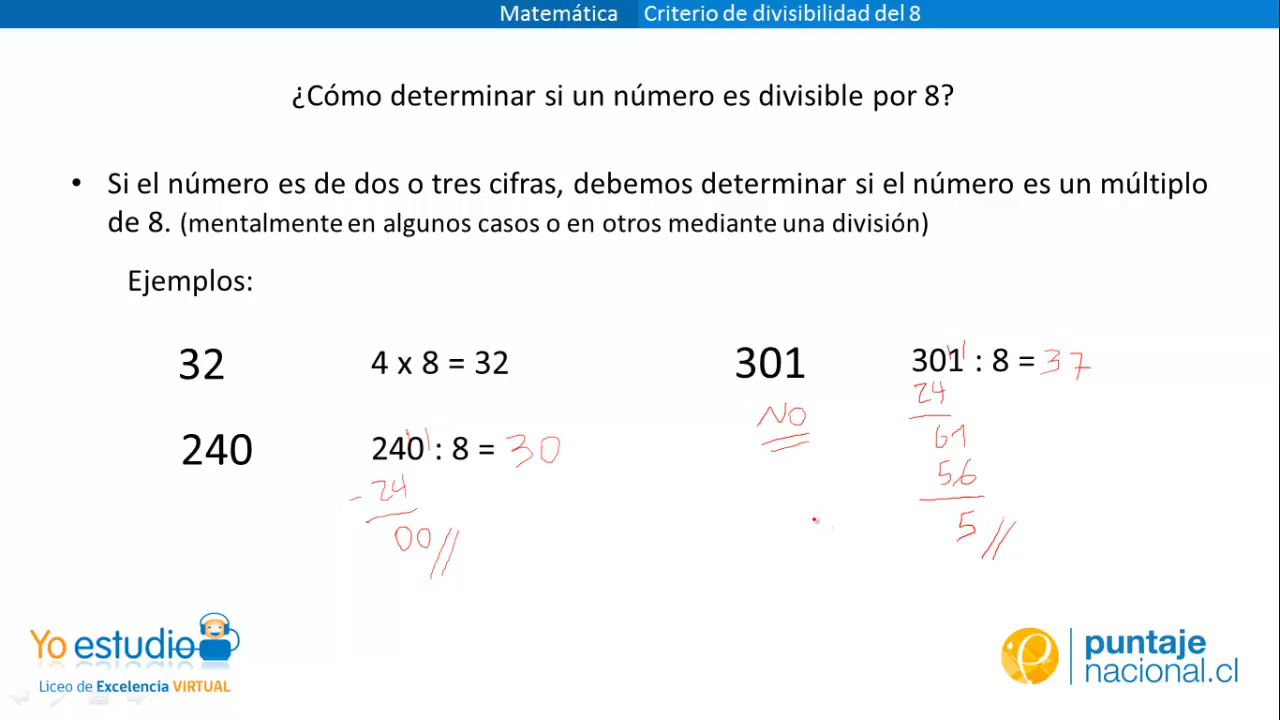 Matemática Criterio de divisibilidad del 8
¿Cómo determinar si un número es divisible por 8?
• Si el número es de dos o tres cifras, debemos determinar si el número es un múltiplo
de 8. (mentalmente en algunos casos o en otros mediante una división)
Ejemplos:
32 4 x 8 = 32
240 240 : 8 = 30
- 24
00
301 301 : 8 = 37
NO
24
61
56
5
Yo estudio
Liceo de Excelencia VIRTUAL
puntaje
nacional.cl